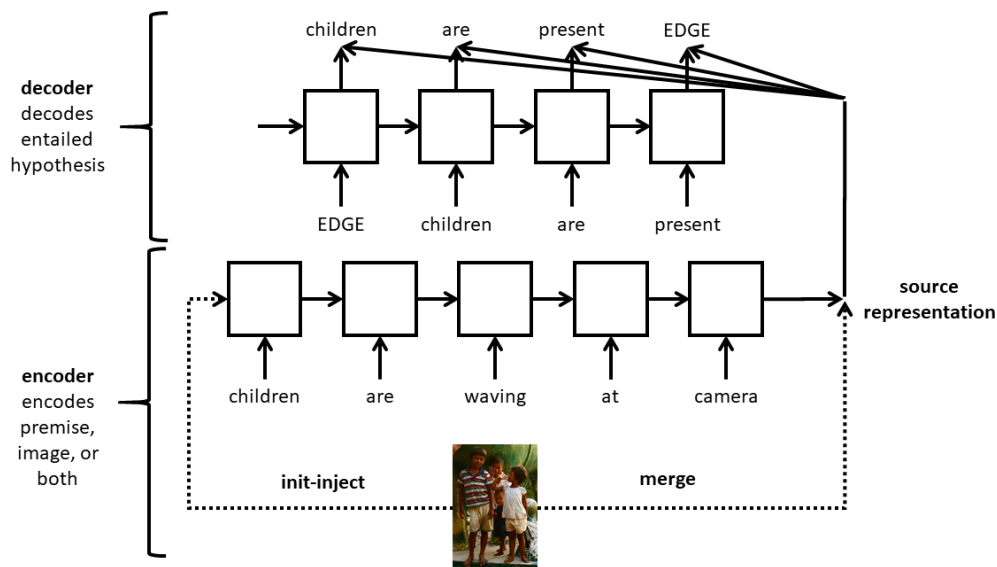 children are present EDGE
decoder
decodes
entailed
hypothesis
EDGE children are present
source
representation
encoder
encodes
premise,
image, or
both
children are waving at camera
init-inject merge